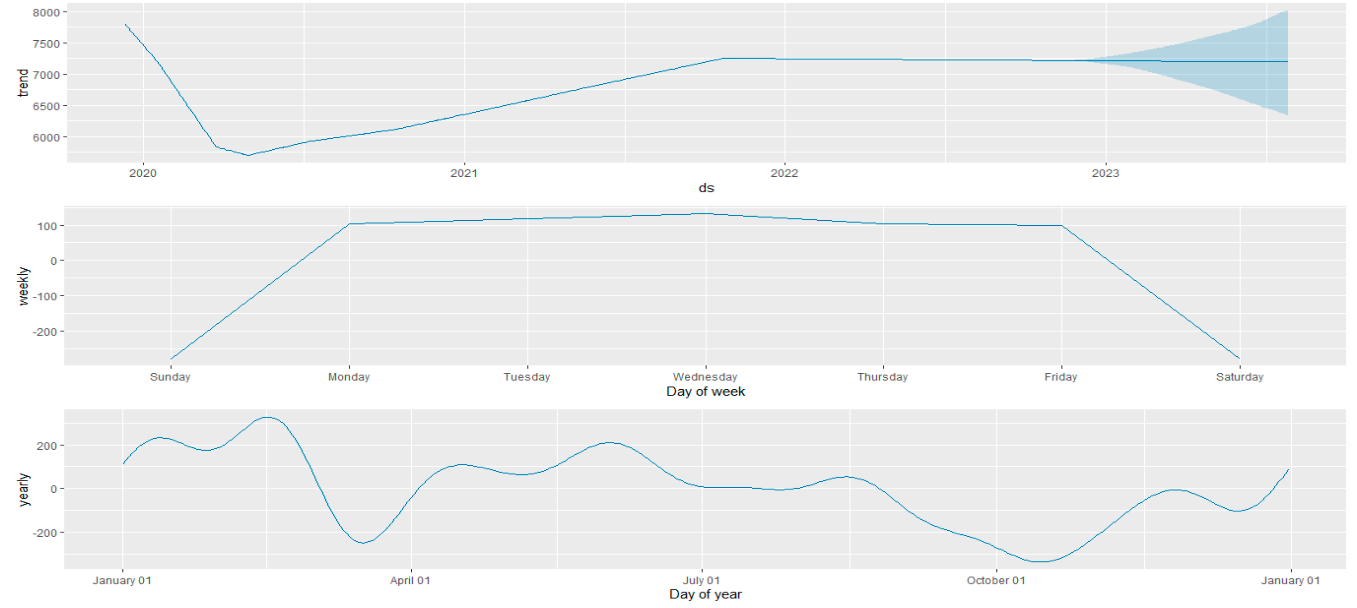 8000
7500
7000
6500
6000
trend
2020 2021 2022 2023
ds
100
0
-100
-200
weekly
Sunday Monday Tuesday Wednesday Thursday Friday Saturday
Day of week
200
0
-200
yearly
January 01 April 01 July 01 October 01 January 01
Day of year